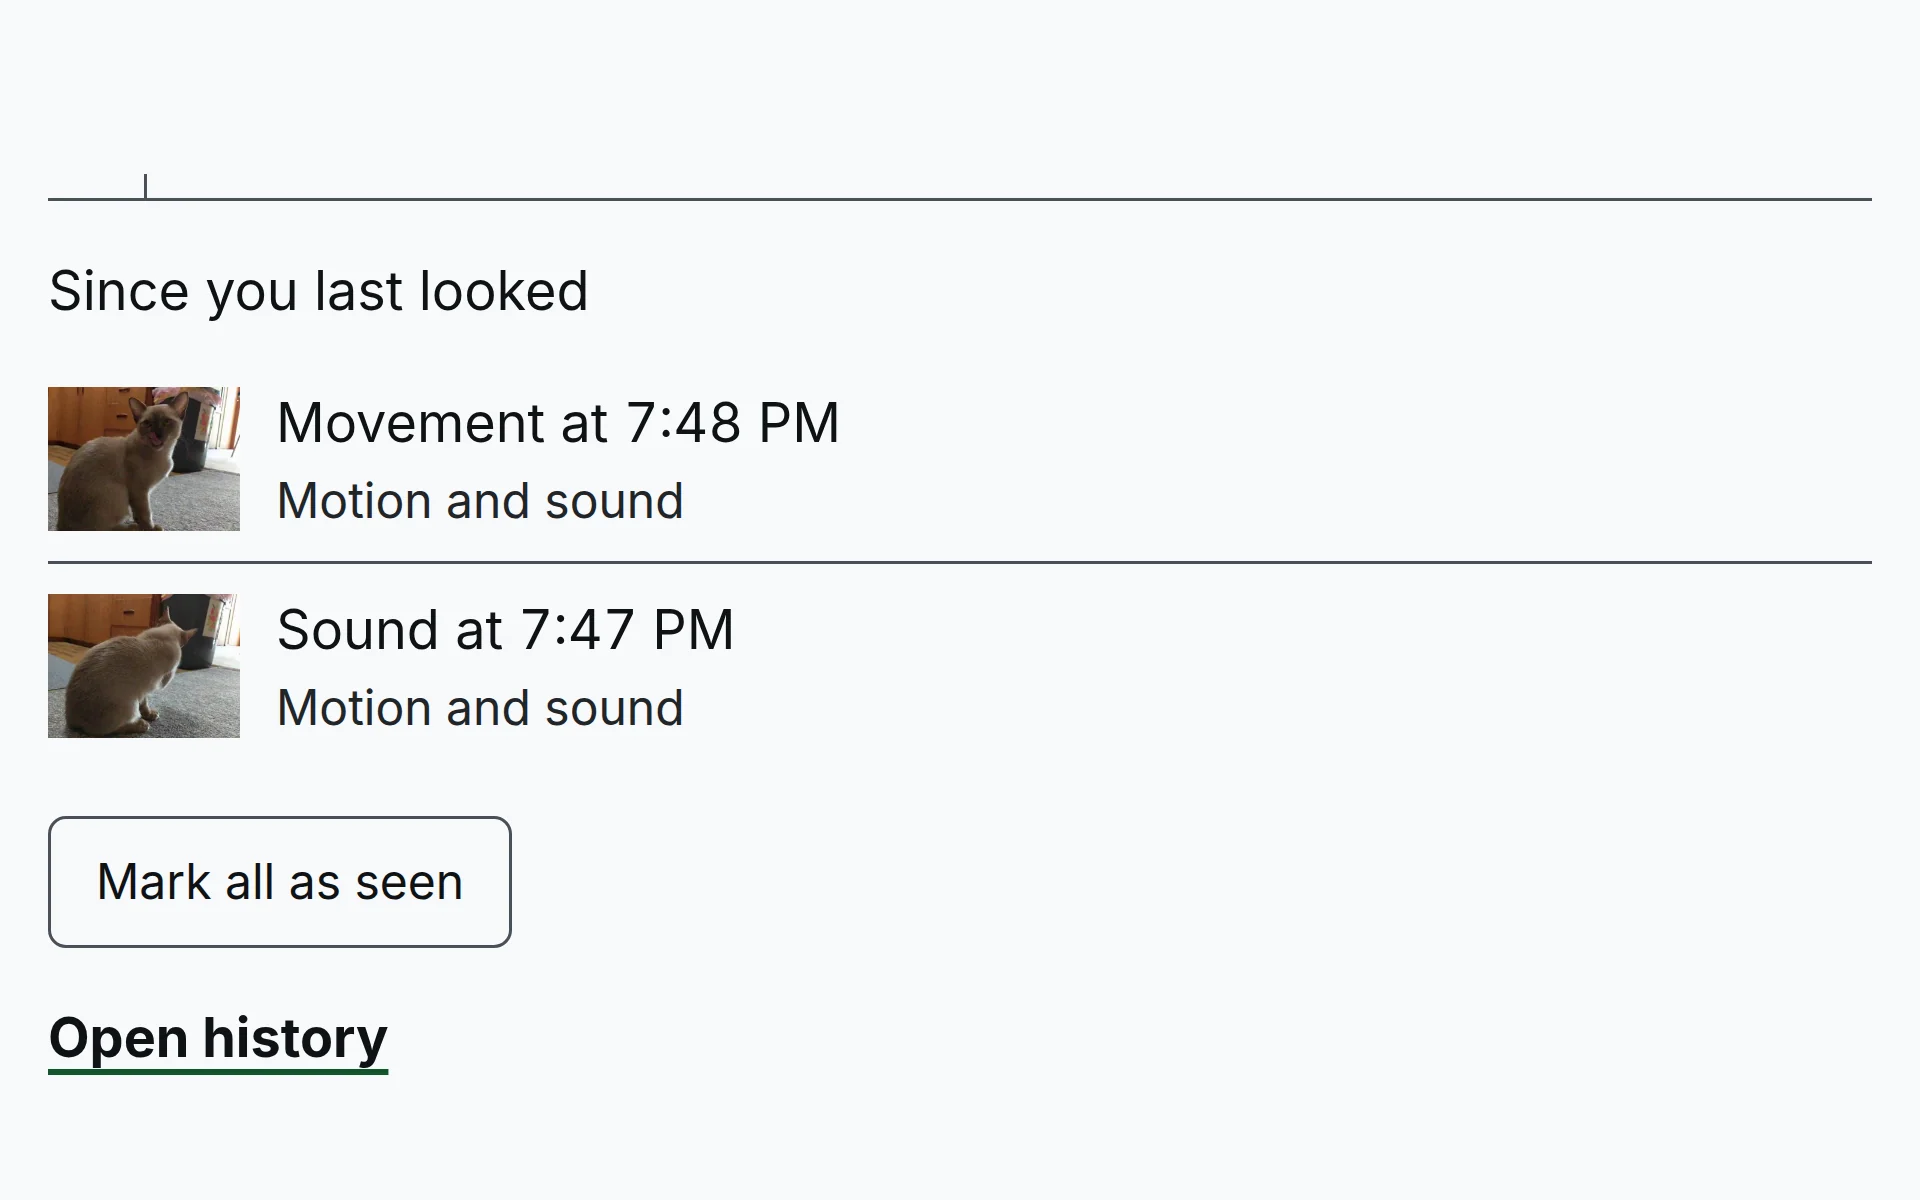 Since you last looked
Movement at 7:48 PM
Motion and sound
Sound at 7:47 PM
Motion and sound
Mark all as seen
Open history